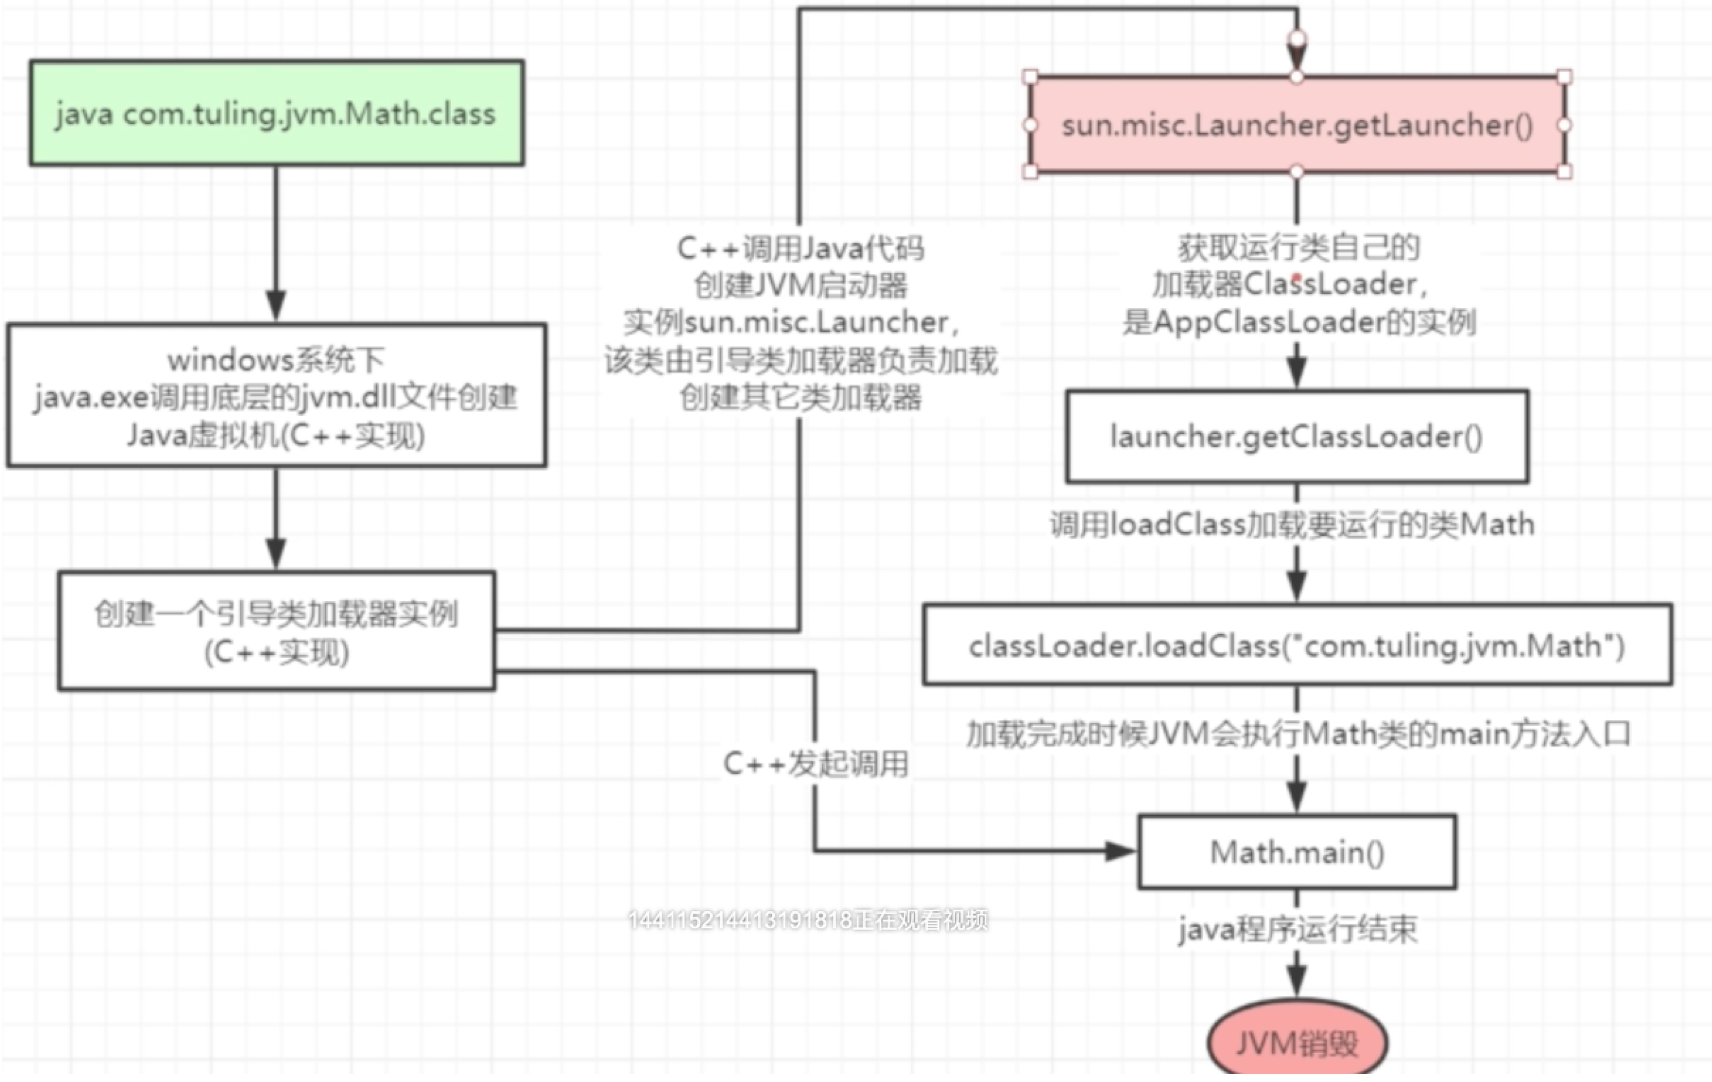 java com.tuling.jvm.Math.class
windows系统下
java.exe调用底层的jvm.dll文件创建
Java虚拟机(C++实现)
创建一个引导类加载器实例
(C++实现)
C++调用Java代码
创建JVM启动器
实例sun.misc.Launcher,
该类由引导类加载器负责加载
创建其它类加载器
C++发起调用
sun.misc.Launcher.getLauncher()
获取运行类自己的
加载器ClassLoader,
是AppClassLoader的实例
launcher.getClassLoader()
调用loadClass加载要运行的类Math
classLoader.loadClass("com.tuling.jvm.Math")
加载完成时候JVM会执行Math类的main方法入口
Math.main()
java程序运行结束
JVM销毁
144115214413191818正在观看视频